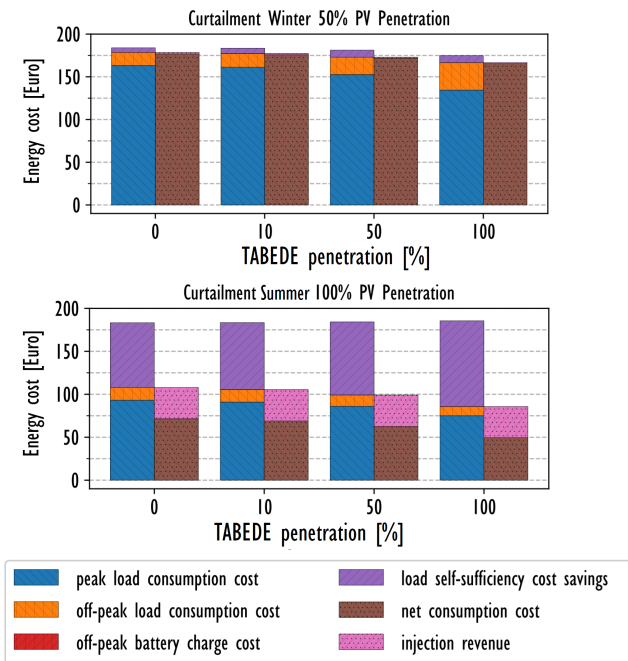 Curtailment Winter 50% PV Penetration
200
150
100
50
0
Energy cost [Euro]
0 10 50 100
TABEDE penetration [%]
Curtailment Summer 100% PV Penetration
200
150
100
50
0
Energy cost [Euro]
0 10 50 100
TABEDE penetration [%]
peak load consumption cost
off-peak load consumption cost
off-peak battery charge cost
load self-sufficiency cost savings
net consumption cost
injection revenue